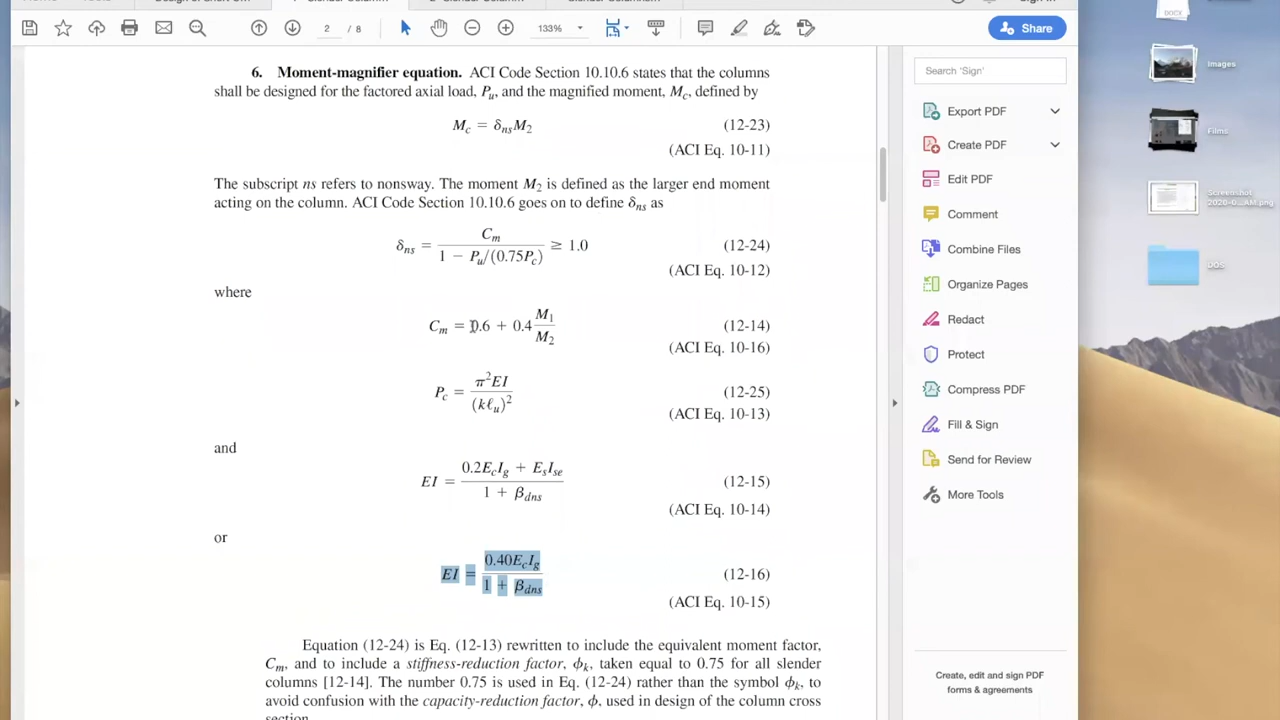 2 / 8
133%
Share
6. Moment-magnifier equation. ACI Code Section 10.10.6 states that the columns
shall be designed for the factored axial load, Pu, and the magnified moment, Mc, defined by
Mc = δnsM2 (12-23)
(ACI Eq. 10-11)
The subscript ns refers to nonsway. The moment M2 is defined as the larger end moment
acting on the column. ACI Code Section 10.10.6 goes on to define δns as
δns = Cm / (1 − Pu/(0.75Pc)) ≥ 1.0 (12-24)
(ACI Eq. 10-12)
where
Cm = 0.6 + 0.4 M1/M2 (12-14)
(ACI Eq. 10-16)
Pc = π²EI / (kℓu)² (12-25)
(ACI Eq. 10-13)
and
EI = (0.2EcIg + EsIse) / (1 + βdns) (12-15)
(ACI Eq. 10-14)
or
EI = 0.40EcIg / (1 + βdns) (12-16)
(ACI Eq. 10-15)
Equation (12-24) is Eq. (12-13) rewritten to include the equivalent moment factor,
Cm, and to include a stiffness-reduction factor, ϕk, taken equal to 0.75 for all slender
columns [12-14]. The number 0.75 is used in Eq. (12-24) rather than the symbol ϕk, to
avoid confusion with the capacity-reduction factor, ϕ, used in design of the column cross
section.
Search 'Sign'
Export PDF
Create PDF
Edit PDF
Comment
Combine Files
Organize Pages
Redact
Protect
Compress PDF
Fill & Sign
Send for Review
More Tools
Create, edit and sign PDF
forms & agreements
DOCX
Images
Films
Screenshot